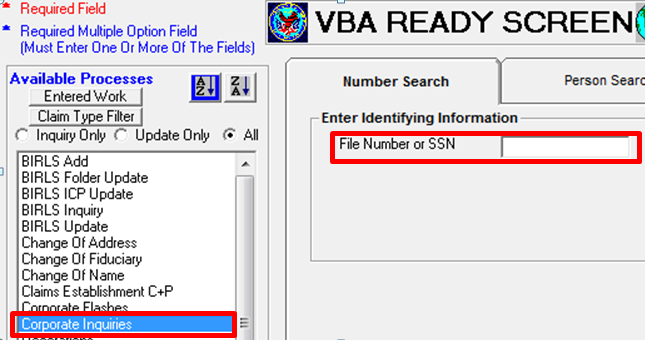 * Required Field
* Required Multiple Option Field
(Must Enter One Or More Of The Fields)
VBA READY SCREEN
Available Processes
Entered Work
Claim Type Filter
A Z
Z A
Inquiry Only
Update Only
All
BIRLS Add
BIRLS Folder Update
BIRLS ICP Update
BIRLS Inquiry
BIRLS Update
Change Of Address
Change Of Fiduciary
Change Of Name
Claims Establishment C+P
Corporate Flashes
Corporate Inquiries
Number Search
Person Searc
Enter Identifying Information
File Number or SSN